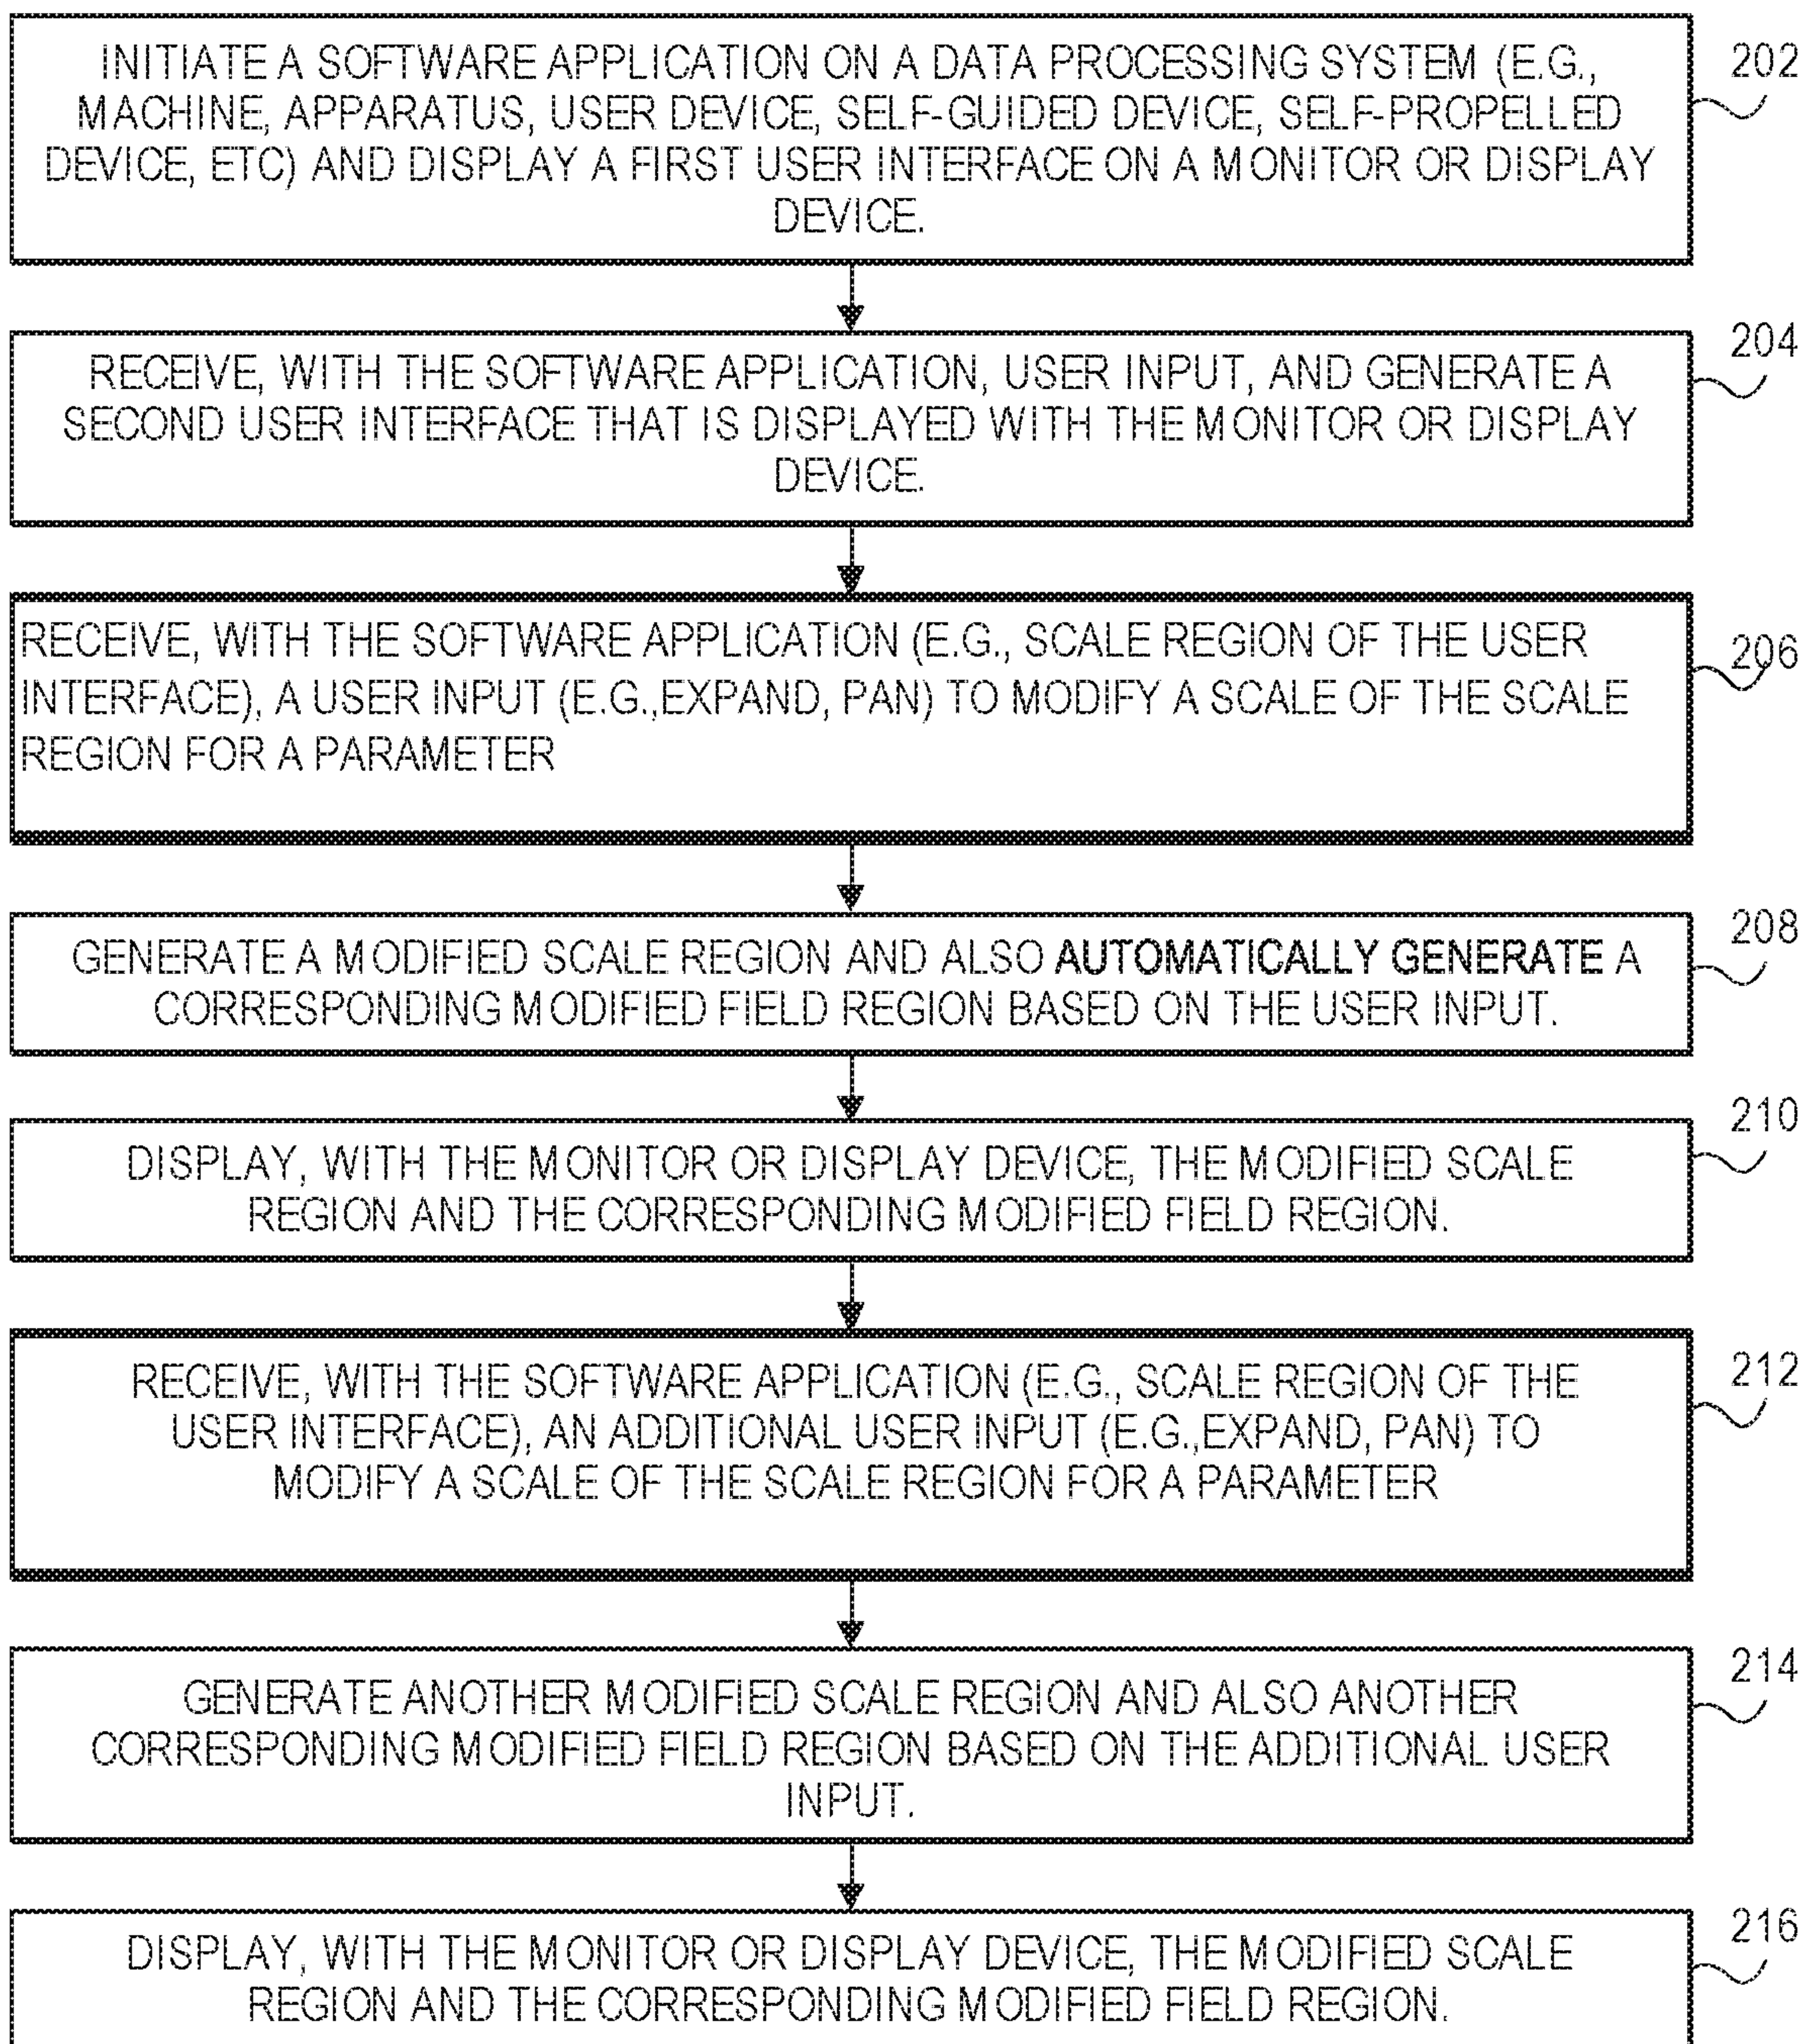 INITIATE A SOFTWARE APPLICATION ON A DATA PROCESSING SYSTEM (E.G.,
MACHINE, APPARATUS, USER DEVICE, SELF-GUIDED DEVICE, SELF-PROPELLED
DEVICE, ETC) AND DISPLAY A FIRST USER INTERFACE ON A MONITOR OR DISPLAY
DEVICE.
202
RECEIVE, WITH THE SOFTWARE APPLICATION, USER INPUT, AND GENERATE A
SECOND USER INTERFACE THAT IS DISPLAYED WITH THE MONITOR OR DISPLAY
DEVICE.
204
RECEIVE, WITH THE SOFTWARE APPLICATION (E.G., SCALE REGION OF THE USER
INTERFACE), A USER INPUT (E.G.,EXPAND, PAN) TO MODIFY A SCALE OF THE SCALE
REGION FOR A PARAMETER
206
GENERATE A MODIFIED SCALE REGION AND ALSO AUTOMATICALLY GENERATE A
CORRESPONDING MODIFIED FIELD REGION BASED ON THE USER INPUT.
208
DISPLAY, WITH THE MONITOR OR DISPLAY DEVICE, THE MODIFIED SCALE
REGION AND THE CORRESPONDING MODIFIED FIELD REGION.
210
RECEIVE, WITH THE SOFTWARE APPLICATION (E.G., SCALE REGION OF THE
USER INTERFACE), AN ADDITIONAL USER INPUT (E.G.,EXPAND, PAN) TO
MODIFY A SCALE OF THE SCALE REGION FOR A PARAMETER
212
GENERATE ANOTHER MODIFIED SCALE REGION AND ALSO ANOTHER
CORRESPONDING MODIFIED FIELD REGION BASED ON THE ADDITIONAL USER
INPUT.
214
DISPLAY, WITH THE MONITOR OR DISPLAY DEVICE, THE MODIFIED SCALE
REGION AND THE CORRESPONDING MODIFIED FIELD REGION.
216